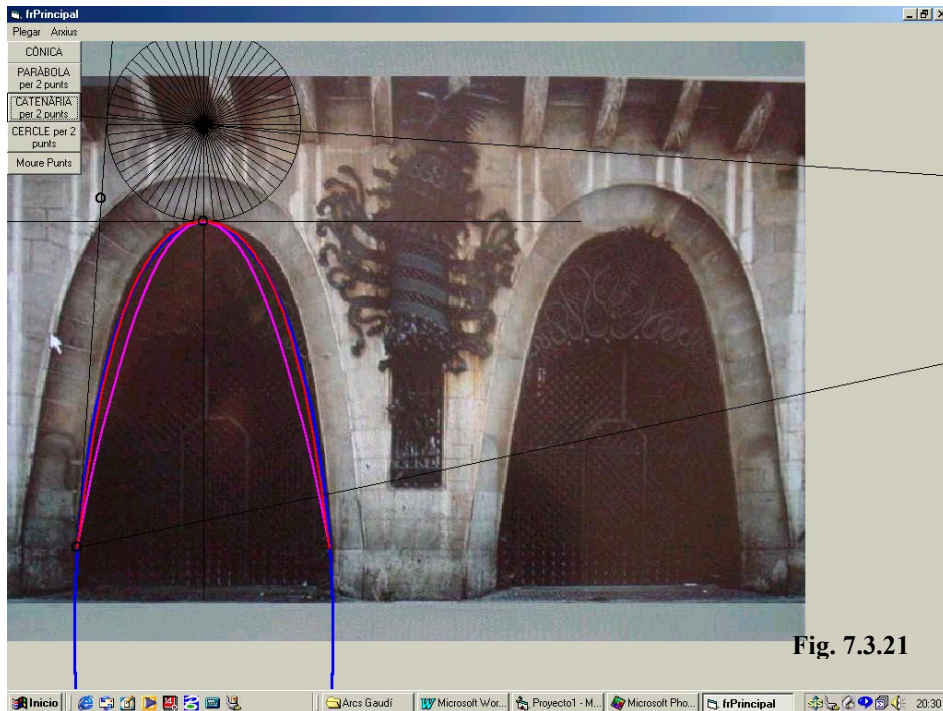 frPrincipal
Plegar Arxius
CÒNICA
PARÀBOLA
per 2 punts
CATENÀRIA
per 2 punts
CERCLE per 2
punts
Moure Punts
Fig. 7.3.21
Inicio
Arcs Gaudí
Microsoft Wor...
Proyecto1 - M...
Microsoft Pho...
frPrincipal
20:30